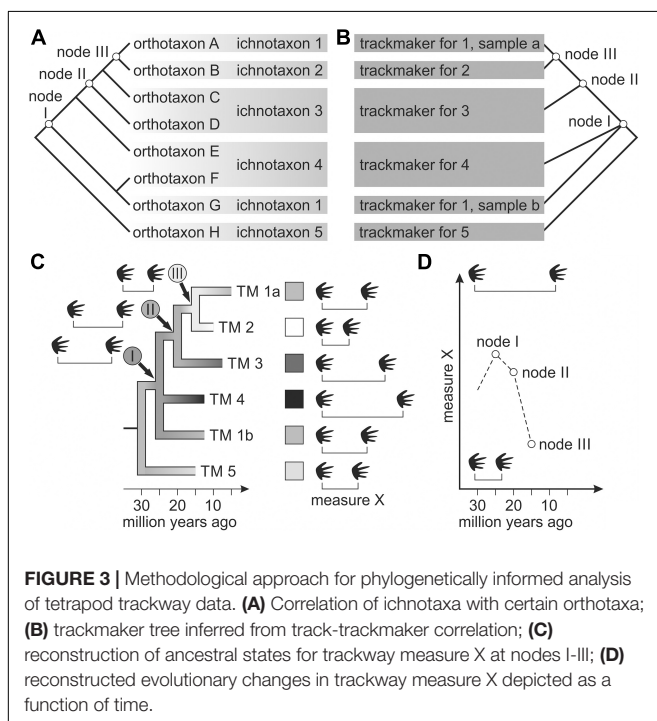 A
node III
node II
node
I
orthotaxon A ichnotaxon 1
orthotaxon B ichnotaxon 2
orthotaxon C
ichnotaxon 3
orthotaxon D
orthotaxon E
ichnotaxon 4
orthotaxon F
orthotaxon G ichnotaxon 1
orthotaxon H ichnotaxon 5
B
trackmaker for 1, sample a
trackmaker for 2
trackmaker for 3
trackmaker for 4
trackmaker for 1, sample b
trackmaker for 5
node III
node II
node I
C
III
II
I
TM 1a
TM 2
TM 3
TM 4
TM 1b
TM 5
measure X
30 20 10
million years ago
D
measure X
node I
node II
node III
30 20 10
million years ago
FIGURE 3 | Methodological approach for phylogenetically informed analysis
of tetrapod trackway data. (A) Correlation of ichnotaxa with certain orthotaxa;
(B) trackmaker tree inferred from track-trackmaker correlation; (C)
reconstruction of ancestral states for trackway measure X at nodes I-III; (D)
reconstructed evolutionary changes in trackway measure X depicted as a
function of time.